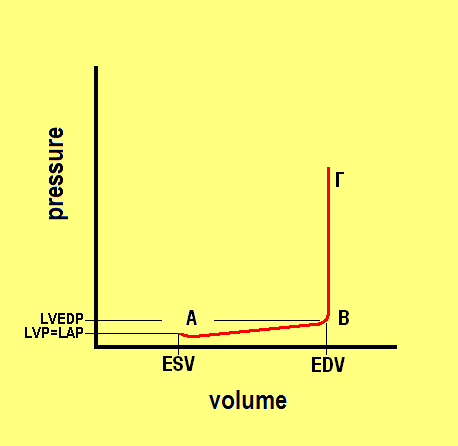 pressure
Γ
LVEDP
A
B
LVP=LAP
ESV
EDV
volume